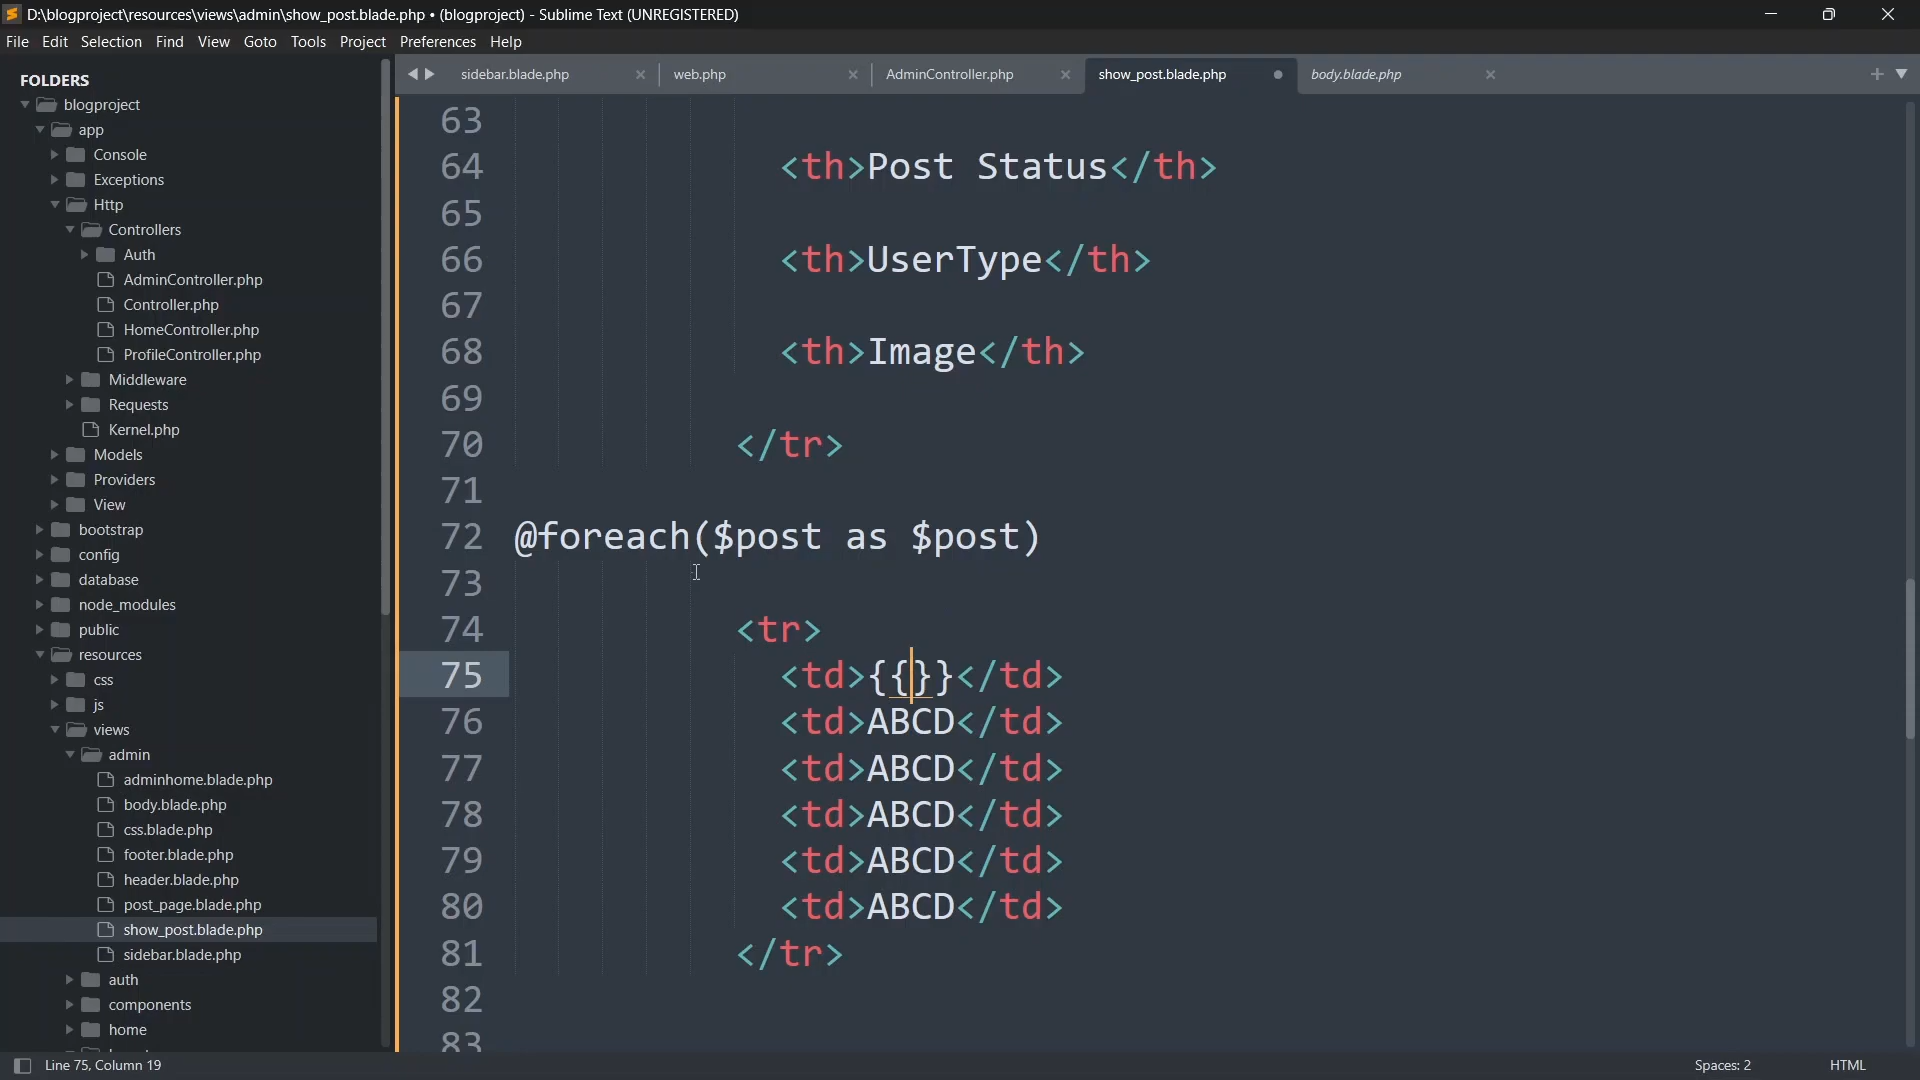 D:\blogproject\resources\views\admin\show_post.blade.php • (blogproject) - Sublime Text (UNREGISTERED)
File Edit Selection Find View Goto Tools Project Preferences Help
FOLDERS
blogproject
app
Console
Exceptions
Http
Controllers
Auth
AdminController.php
Controller.php
HomeController.php
ProfileController.php
Middleware
Requests
Kernel.php
Models
Providers
View
bootstrap
config
database
node_modules
public
resources
css
js
views
admin
adminhome.blade.php
body.blade.php
css.blade.php
footer.blade.php
header.blade.php
post_page.blade.php
show_post.blade.php
sidebar.blade.php
auth
components
home
sidebar.blade.php web.php AdminController.php show_post.blade.php body.blade.php
63
64 <th>Post Status</th>
65
66 <th>UserType</th>
67
68 <th>Image</th>
69
70 </tr>
71
72 @foreach($post as $post)
73
74 <tr>
75 <td>{{}}</td>
76 <td>ABCD</td>
77 <td>ABCD</td>
78 <td>ABCD</td>
79 <td>ABCD</td>
80 <td>ABCD</td>
81 </tr>
82
83
Line 75, Column 19 Spaces: 2 HTML